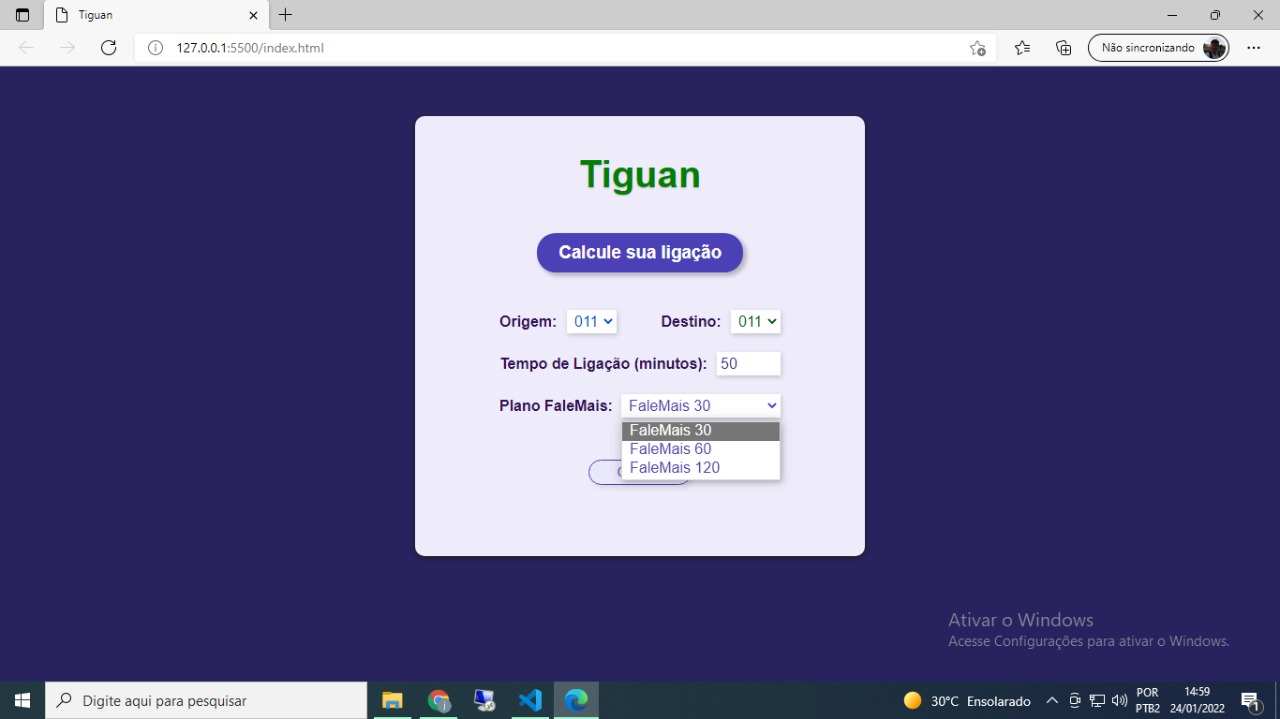 Tiguan
127.0.0.1:5500/index.html
Não sincronizando
Tiguan
Calcule sua ligação
Origem: 011 Destino: 011
Tempo de Ligação (minutos): 50
Plano FaleMais: FaleMais 30
FaleMais 30
FaleMais 60
FaleMais 120
Ativar o Windows
Acesse Configurações para ativar o Windows.
Digite aqui para pesquisar
30°C Ensolarado
POR
PTB2
14:59
24/01/2022
1